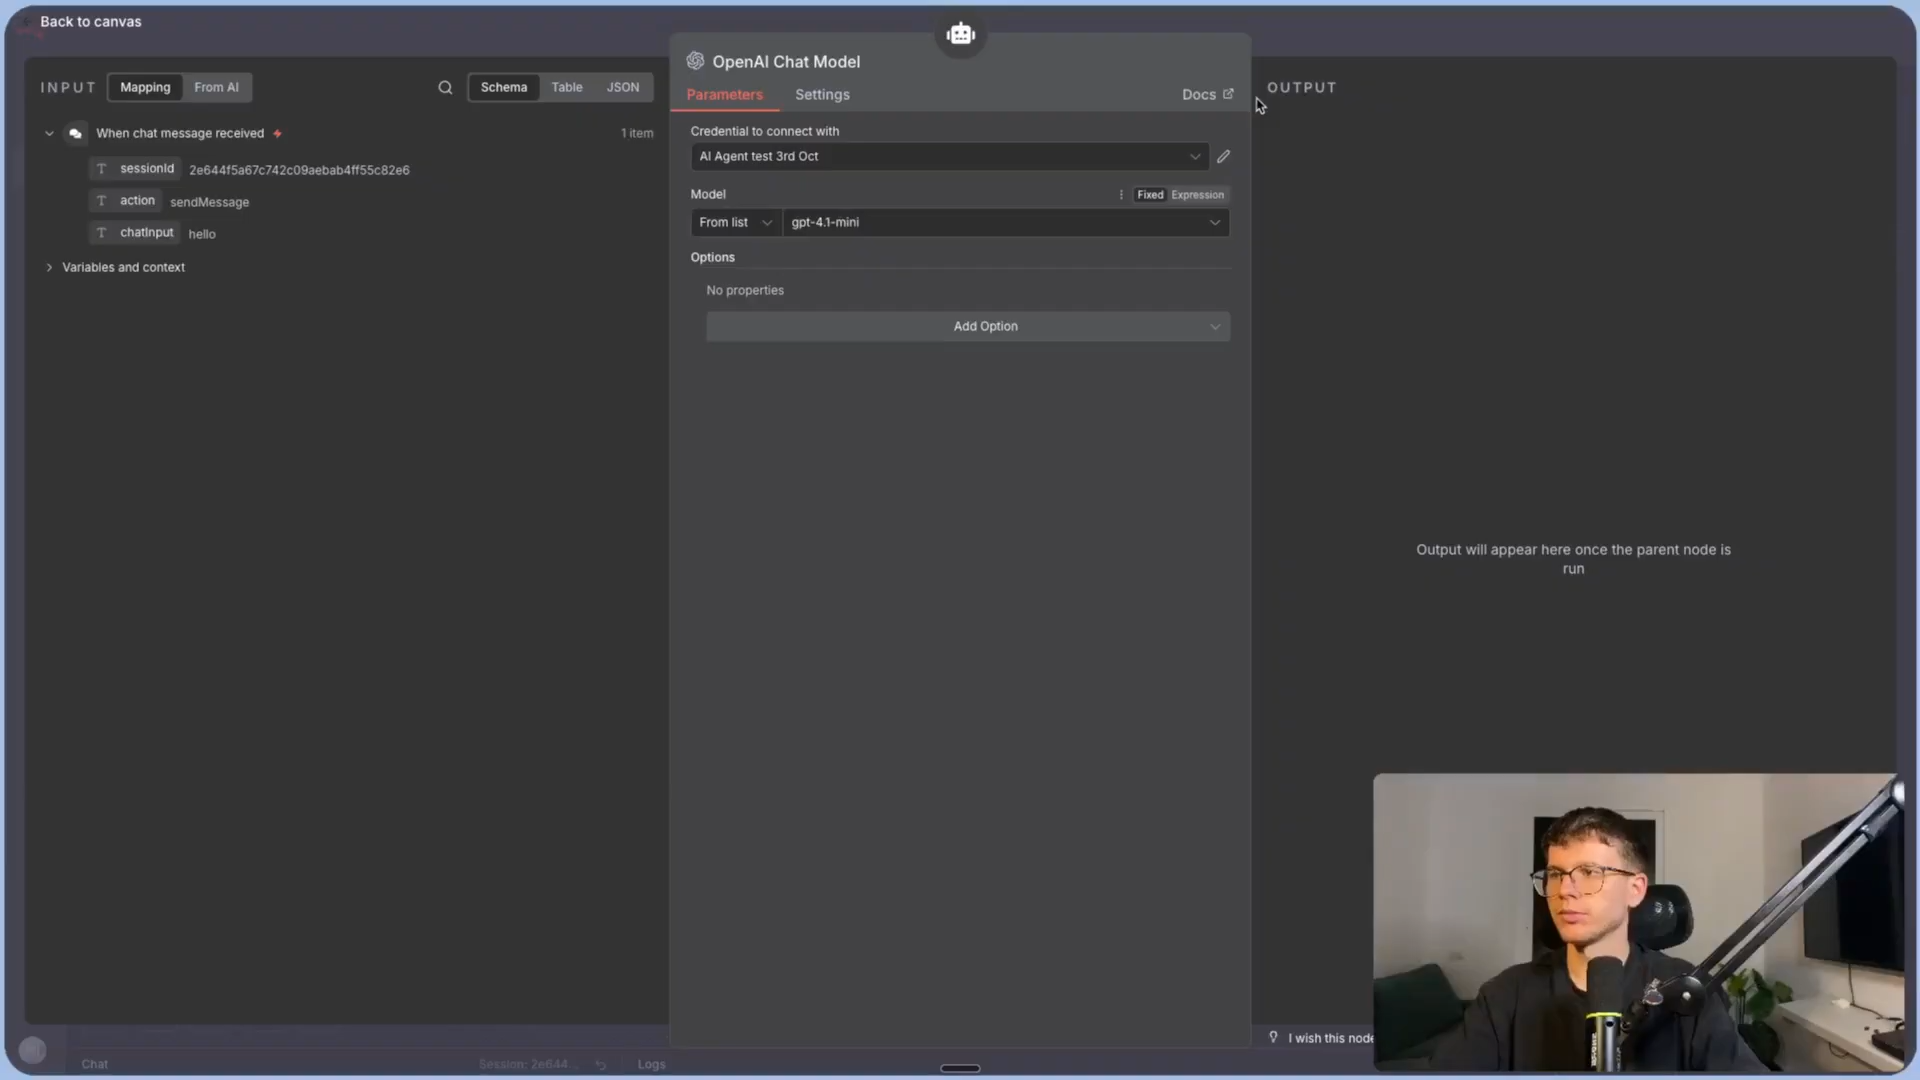 Back to canvas
INPUT
Mapping
From AI
Schema
Table
JSON
When chat message received
1 item
T sessionId 2e644f5a67c742c09aebab4ff55c82e6
T action sendMessage
T chatInput hello
Variables and context
OpenAI Chat Model
Parameters
Settings
Docs
Credential to connect with
AI Agent test 3rd Oct
Model
Fixed
Expression
From list
gpt-4.1-mini
Options
No properties
Add Option
OUTPUT
Output will appear here once the parent node is
run
I wish this node
Chat
Session: 2e644...
Logs